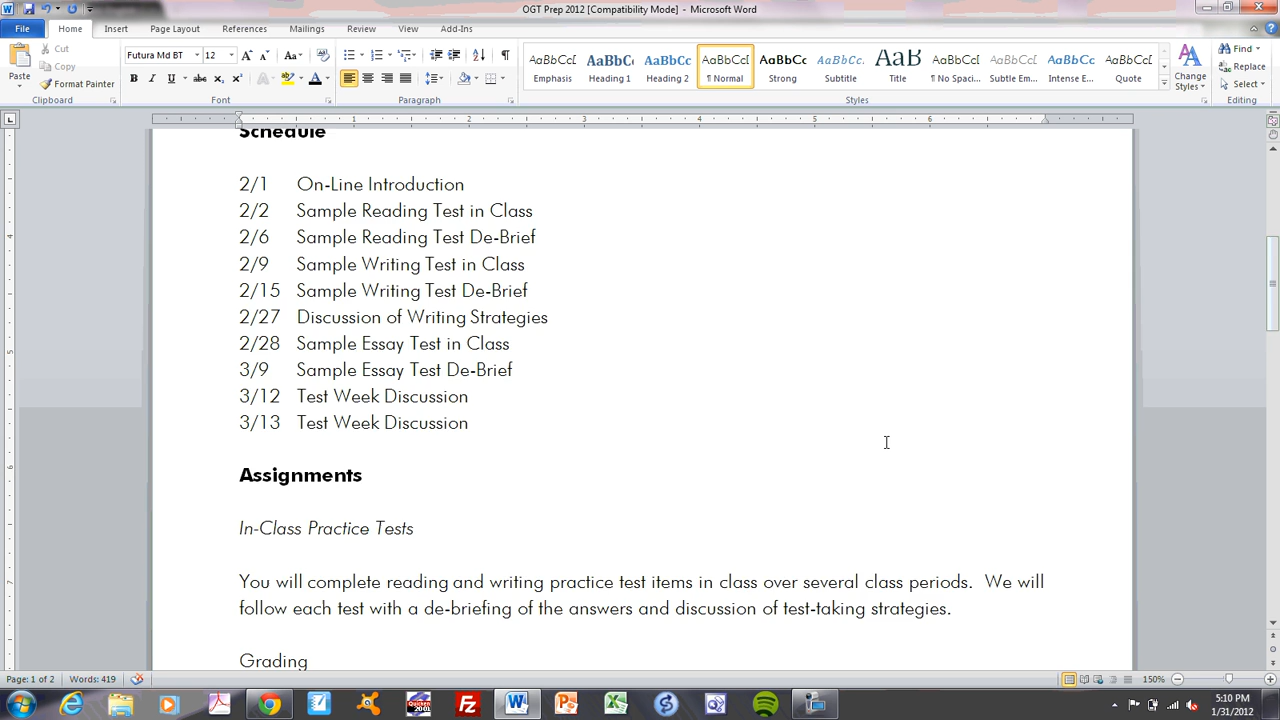 OGT Prep 2012 [Compatibility Mode] - Microsoft Word
File Home Insert Page Layout References Mailings Review View Add-Ins
Paste
Cut
Copy
Format Painter
Clipboard
Futura Md BT 12
Font
Paragraph
AaBbCcI AaBbCc AaBbCc AaBbCcI AaBbCc AaBbCcI AaB AaBbCcI AaBbCcI AaBbCc AaBbCcI
Emphasis Heading 1 Heading 2 ¶ Normal Strong Subtitle Title ¶ No Spaci... Subtle Em... Intense E... Quote
Styles
Change
Styles
Find
Replace
Select
Editing
1 2 3 4 5 6
Schedule
2/1 On-Line Introduction
2/2 Sample Reading Test in Class
2/6 Sample Reading Test De-Brief
2/9 Sample Writing Test in Class
2/15 Sample Writing Test De-Brief
2/27 Discussion of Writing Strategies
2/28 Sample Essay Test in Class
3/9 Sample Essay Test De-Brief
3/12 Test Week Discussion
3/13 Test Week Discussion
Assignments
In-Class Practice Tests
You will complete reading and writing practice test items in class over several class periods. We will
follow each test with a de-briefing of the answers and discussion of test-taking strategies.
Grading
Page: 1 of 2 Words: 419 150%
5:10 PM
1/31/2012